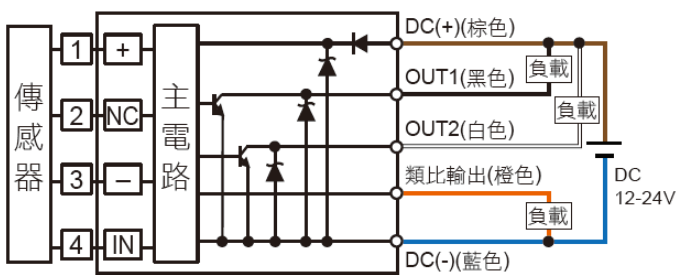 DC(+)(棕色)
1
+
負載
傳感器
主電路
OUT1(黑色)
負載
2
NC
OUT2(白色)
DC
12-24V
3
–
類比輸出(橙色)
負載
4
IN
DC(-)(藍色)